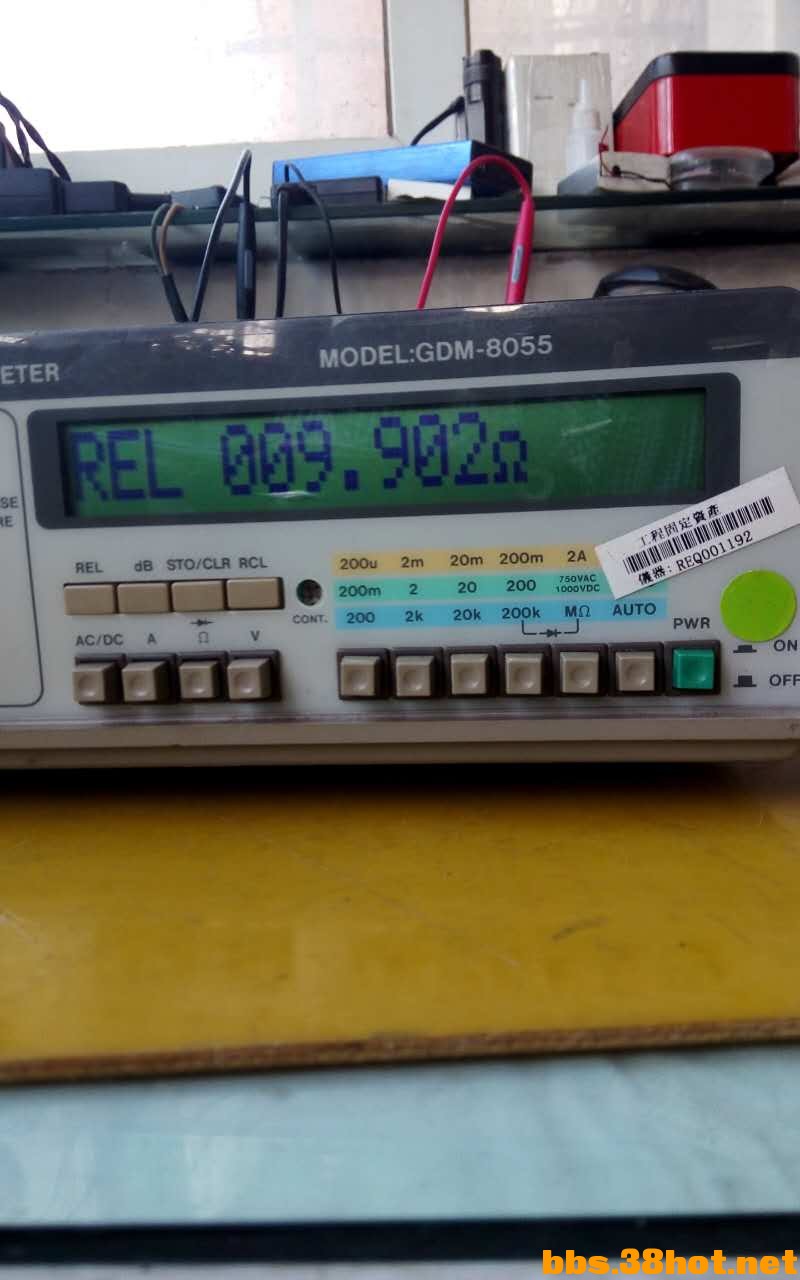 ETER
MODEL:GDM-8055
REL 009.902Ω
SE
RE
工程固定資產
儀器: REQ001192
REL dB STO/CLR RCL
CONT.
200u 2m 20m 200m 2A
200m 2 20 200 750VAC
1000VDC
200 2k 20k 200k MΩ AUTO
AC/DC A Ω V
PWR
ON
OFF
bbs.38hot.net